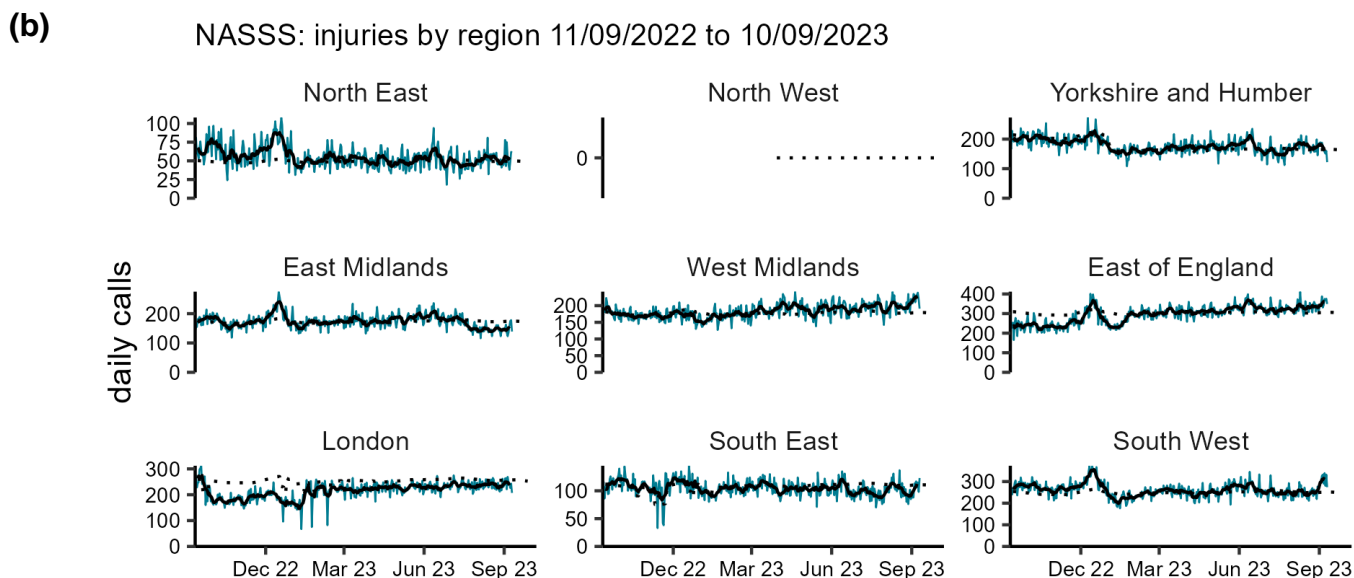 (b)
NASSS: injuries by region 11/09/2022 to 10/09/2023
daily calls
North East
100
75
50
25
0
North West
0
Yorkshire and Humber
200
100
0
East Midlands
200
100
0
West Midlands
200
150
100
50
0
East of England
400
300
200
100
0
London
300
200
100
0
Dec 22 Mar 23 Jun 23 Sep 23
South East
100
50
0
Dec 22 Mar 23 Jun 23 Sep 23
South West
300
200
100
0
Dec 22 Mar 23 Jun 23 Sep 23